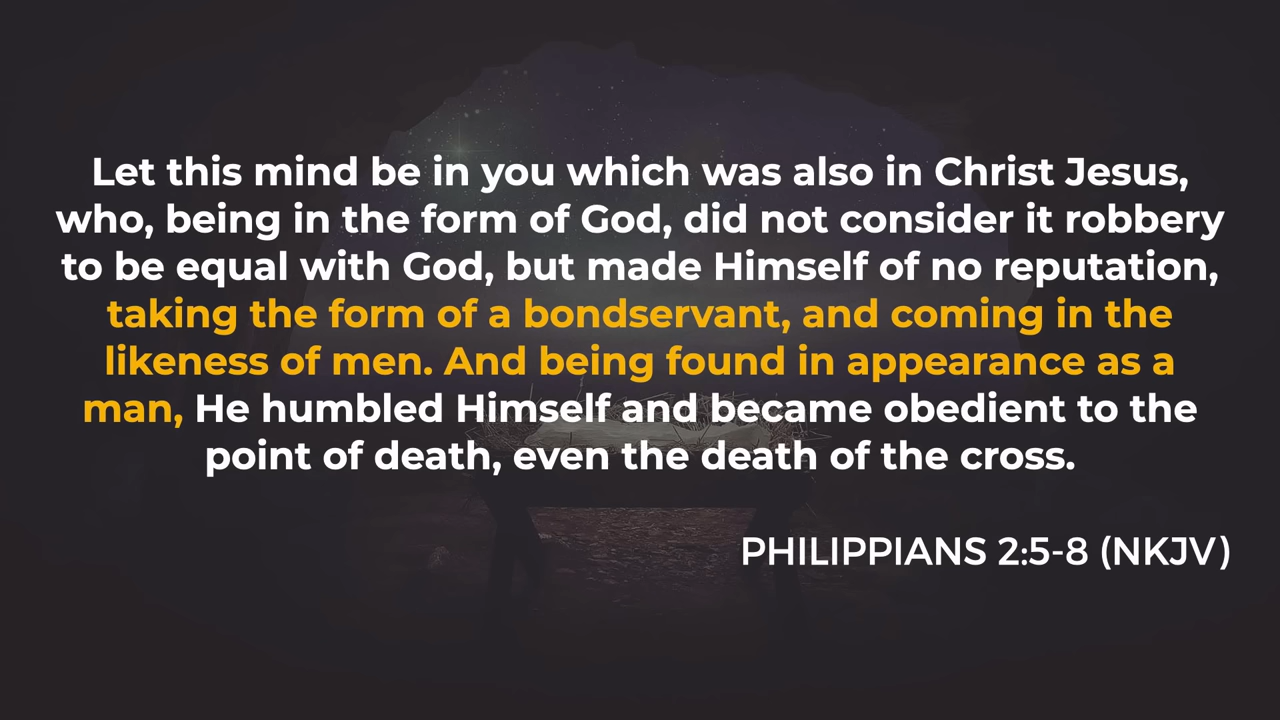 Let this mind be in you which was also in Christ Jesus,
who, being in the form of God, did not consider it robbery
to be equal with God, but made Himself of no reputation,
taking the form of a bondservant, and coming in the
likeness of men. And being found in appearance as a
man, He humbled Himself and became obedient to the
point of death, even the death of the cross.
PHILIPPIANS 2:5-8 (NKJV)